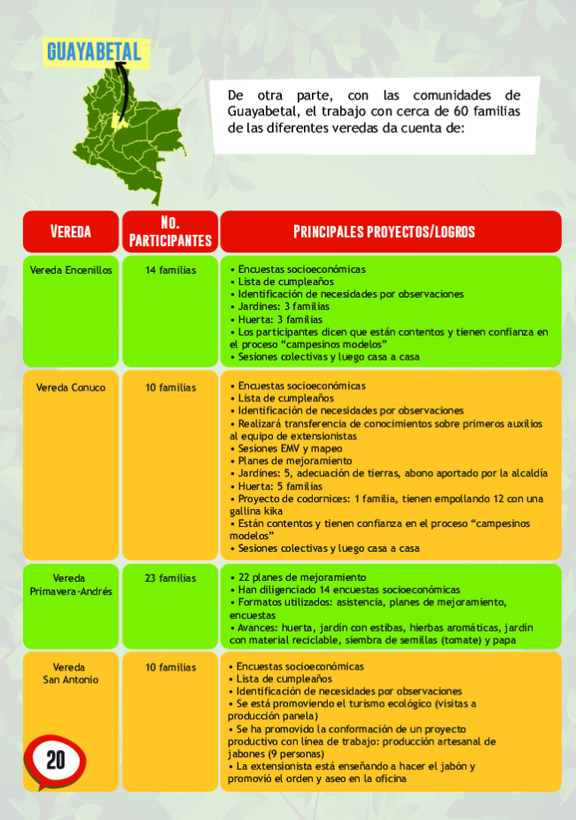 GUAYABETAL
De otra parte, con las comunidades de
Guayabetal, el trabajo con cerca de 60 familias
de las diferentes veredas da cuenta de:
Vereda
No.
Participantes
Principales proyectos/logros
Vereda Encenillos
14 familias
• Encuestas socioeconómicas
• Lista de cumpleaños
• Identificación de necesidades por observaciones
• Jardines: 3 familias
• Huerta: 3 familias
• Los participantes dicen que están contentos y tienen confianza en
el proceso “campesinos modelos”
• Sesiones colectivas y luego casa a casa
Vereda Conuco
10 familias
• Encuestas socioeconómicas
• Lista de cumpleaños
• Identificación de necesidades por observaciones
• Realizará transferencia de conocimientos sobre primeros auxilios
al equipo de extensionistas
• Sesiones EMV y mapeo
• Planes de mejoramiento
• Jardines: 5, adecuación de tierras, abono aportado por la alcaldía
• Huerta: 5 familias
• Proyecto de codornices: 1 familia, tienen empollando 12 con una
gallina kika
• Están contentos y tienen confianza en el proceso “campesinos
modelos”
• Sesiones colectivas y luego casa a casa
Vereda
Primavera-Andrés
23 familias
• 22 planes de mejoramiento
• Han diligenciado 14 encuestas socioeconómicas
• Formatos utilizados: asistencia, planes de mejoramiento,
encuestas
• Avances: huerta, jardín con estibas, hierbas aromáticas, jardín
con material reciclable, siembra de semillas (tomate) y papa
Vereda
San Antonio
10 familias
• Encuestas socioeconómicas
• Lista de cumpleaños
• Identificación de necesidades por observaciones
• Se está promoviendo el turismo ecológico (visitas a
producción panela)
• Se ha promovido la conformación de un proyecto
productivo con línea de trabajo: producción artesanal de
jabones (9 personas)
• La extensionista está enseñando a hacer el jabón y
promovió el orden y aseo en la oficina
20